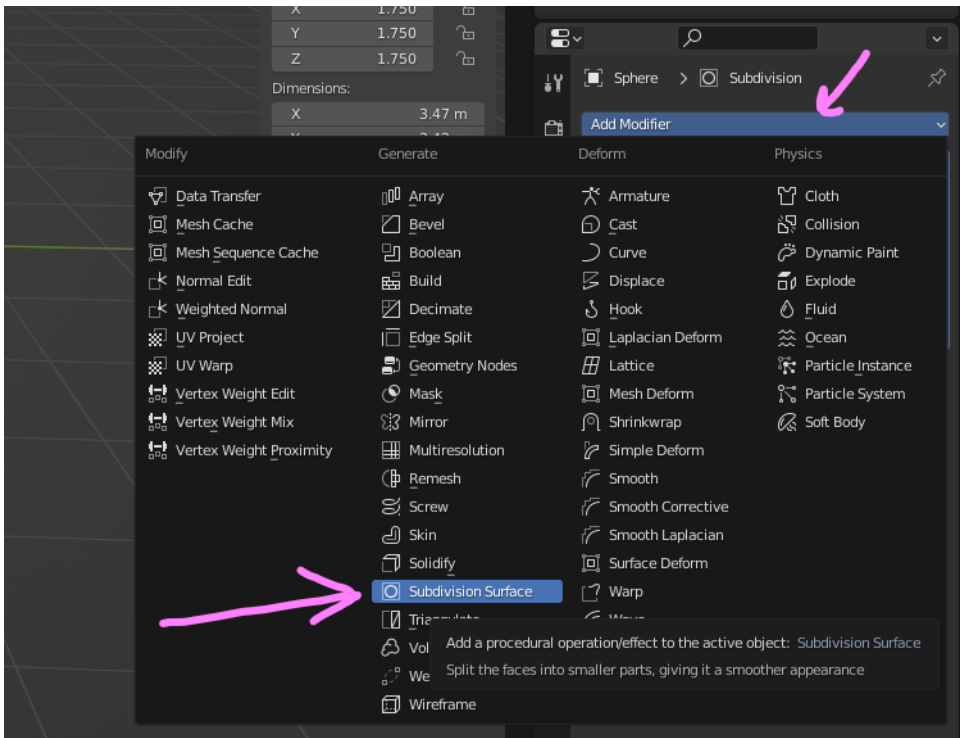 X 1.750
Y 1.750
Z 1.750
Dimensions:
X 3.47 m
Sphere > Subdivision
Add Modifier
Modify Generate Deform Physics
Data Transfer Array Armature Cloth
Mesh Cache Bevel Cast Collision
Mesh Sequence Cache Boolean Curve Dynamic Paint
Normal Edit Build Displace Explode
Weighted Normal Decimate Hook Fluid
UV Project Edge Split Laplacian Deform Ocean
UV Warp Geometry Nodes Lattice Particle Instance
Vertex Weight Edit Mask Mesh Deform Particle System
Vertex Weight Mix Mirror Shrinkwrap Soft Body
Vertex Weight Proximity Multiresolution Simple Deform
Remesh Smooth
Screw Smooth Corrective
Skin Smooth Laplacian
Solidify Surface Deform
Subdivision Surface Warp
Triangulate Wave
Vol
Add a procedural operation/effect to the active object: Subdivision Surface
We
Split the faces into smaller parts, giving it a smoother appearance
Wireframe